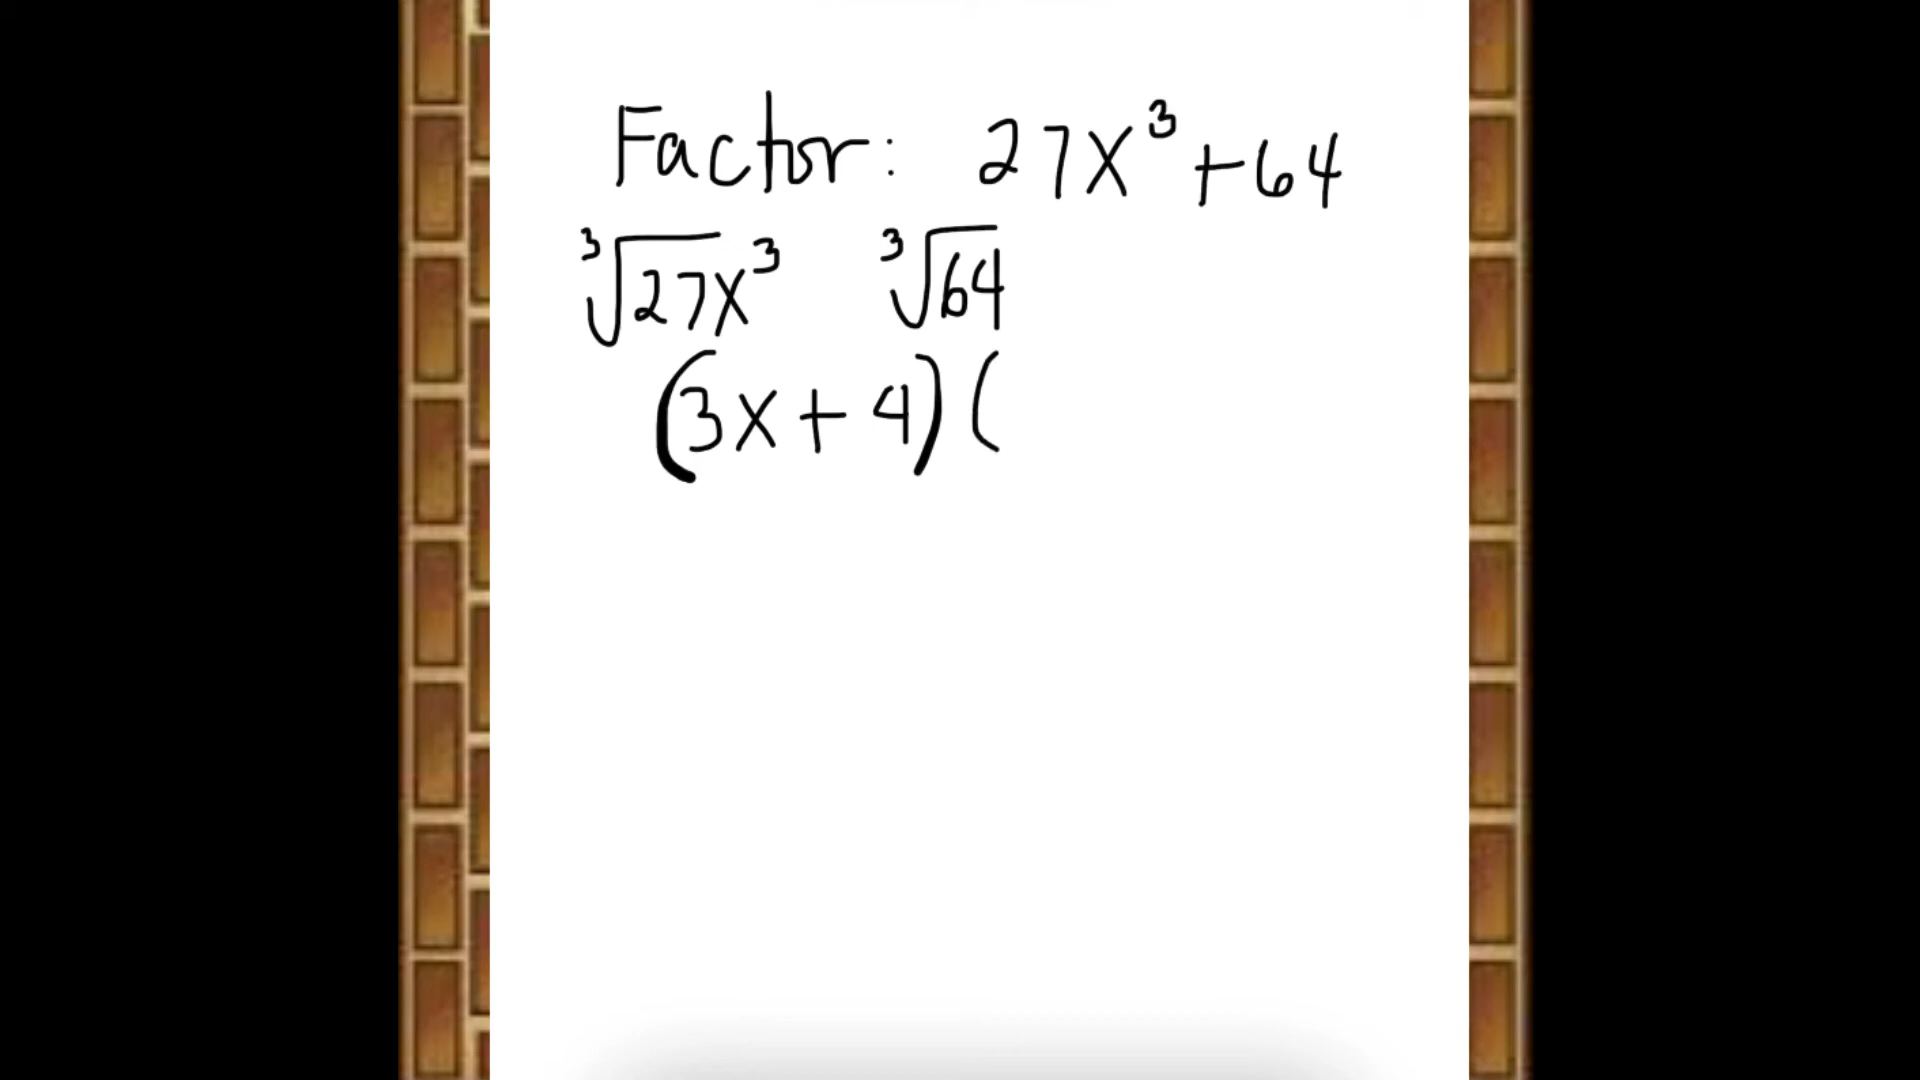 Factor: 27x³ + 64
∛27x³ ∛64
(3x + 4)(